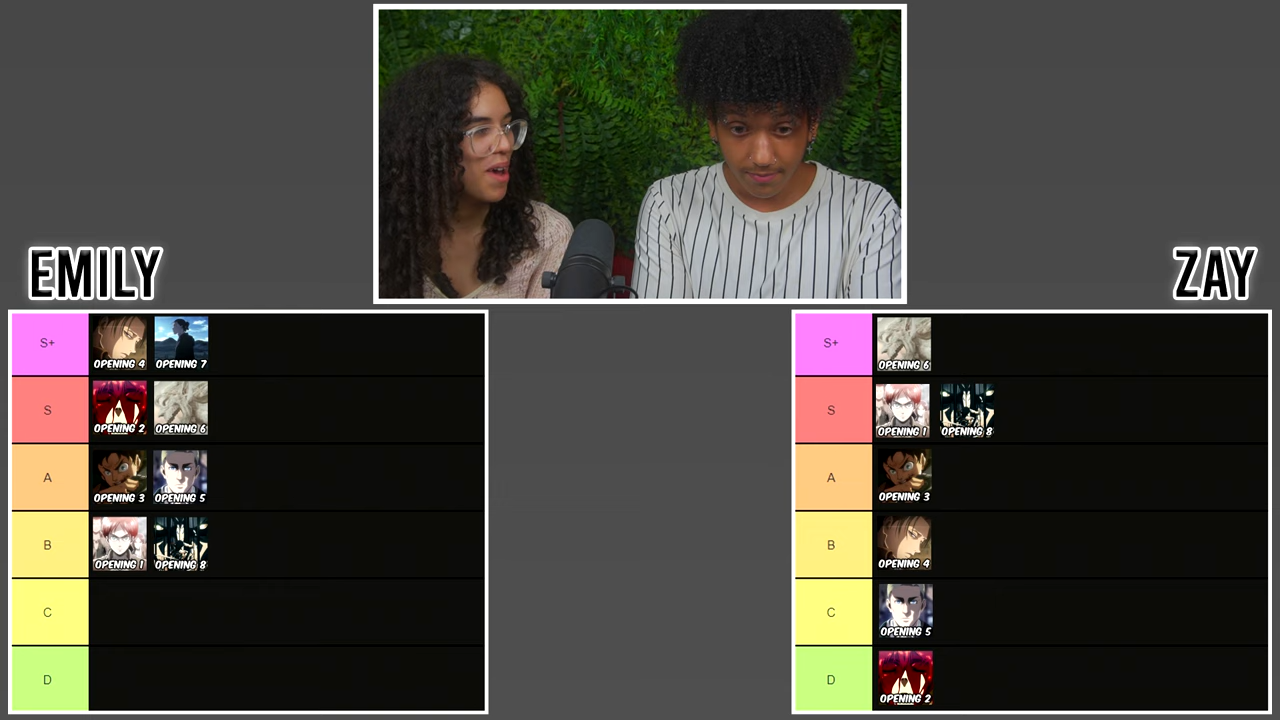 EMILY
ZAY
S+
OPENING 4 OPENING 7
S
OPENING 2 OPENING 6
A
OPENING 3 OPENING 5
B
OPENING 1 OPENING 8
C
D
S+
OPENING 6
S
OPENING 1 OPENING 8
A
OPENING 3
B
OPENING 4
C
OPENING 5
D
OPENING 2